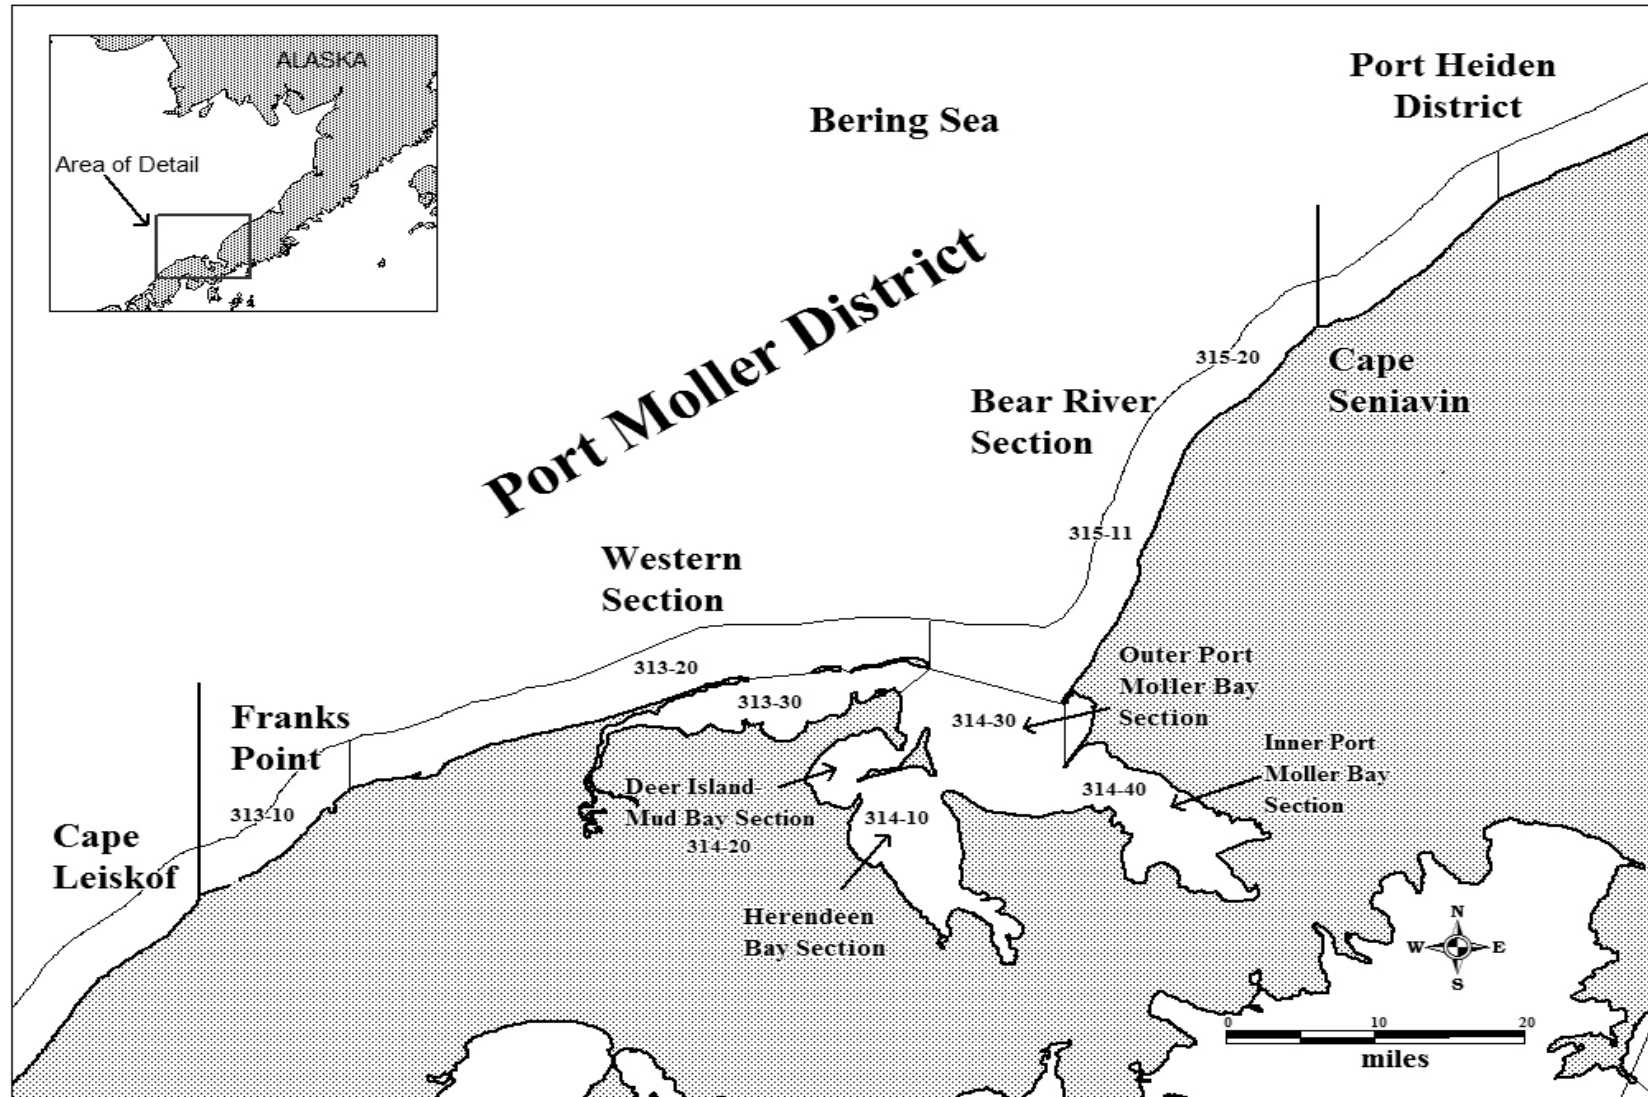 ALASKA
Area of Detail
Bering Sea
Port Heiden
District
Port Moller District
315-20
Cape
Seniavin
Bear River
Section
315-11
Western
Section
313-20
313-30
Outer Port
Moller Bay
Section
314-30
Franks
Point
313-10
Inner Port
Moller Bay
Section
314-40
Deer Island-
Mud Bay Section
314-20
314-10
Cape
Leiskof
Herendeen
Bay Section
N
W
E
S
0
10
20
miles